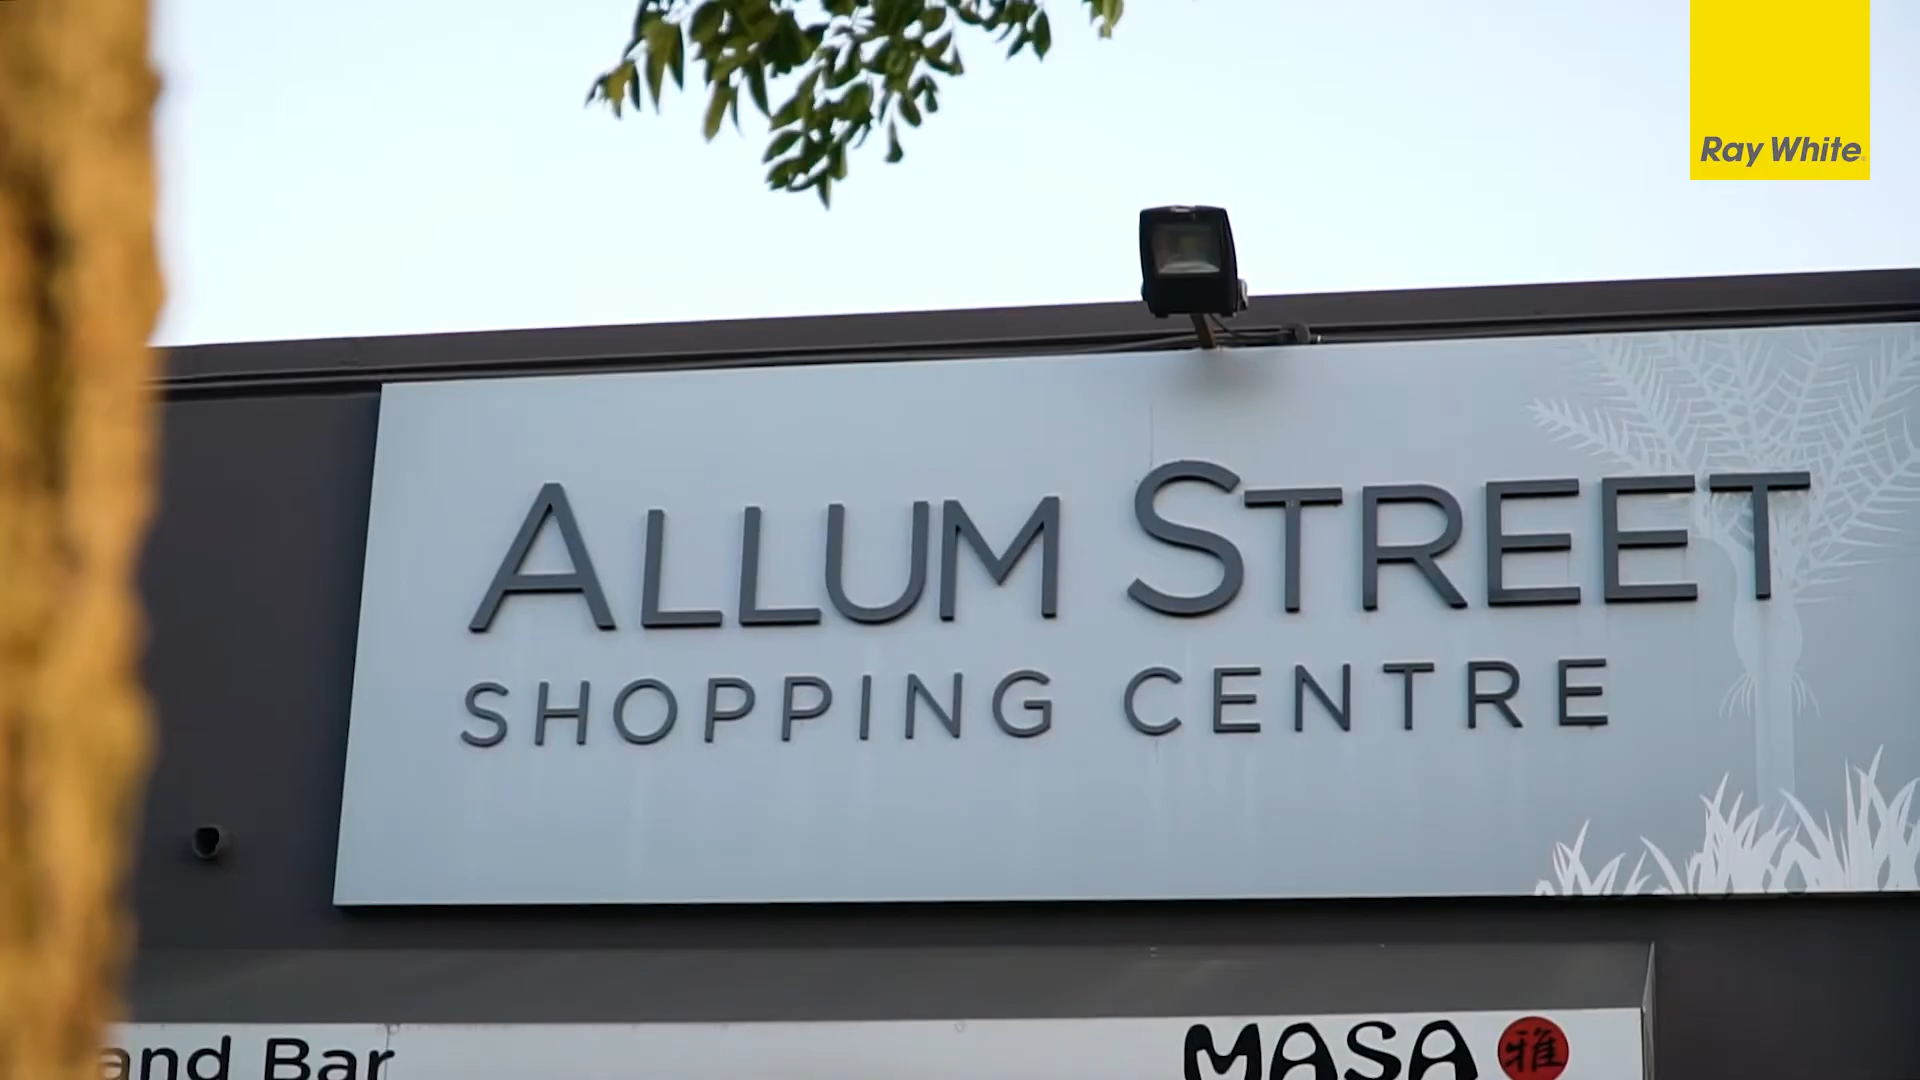 Ray White
ALLUM STREET
SHOPPING CENTRE
and Bar
MASA 雅